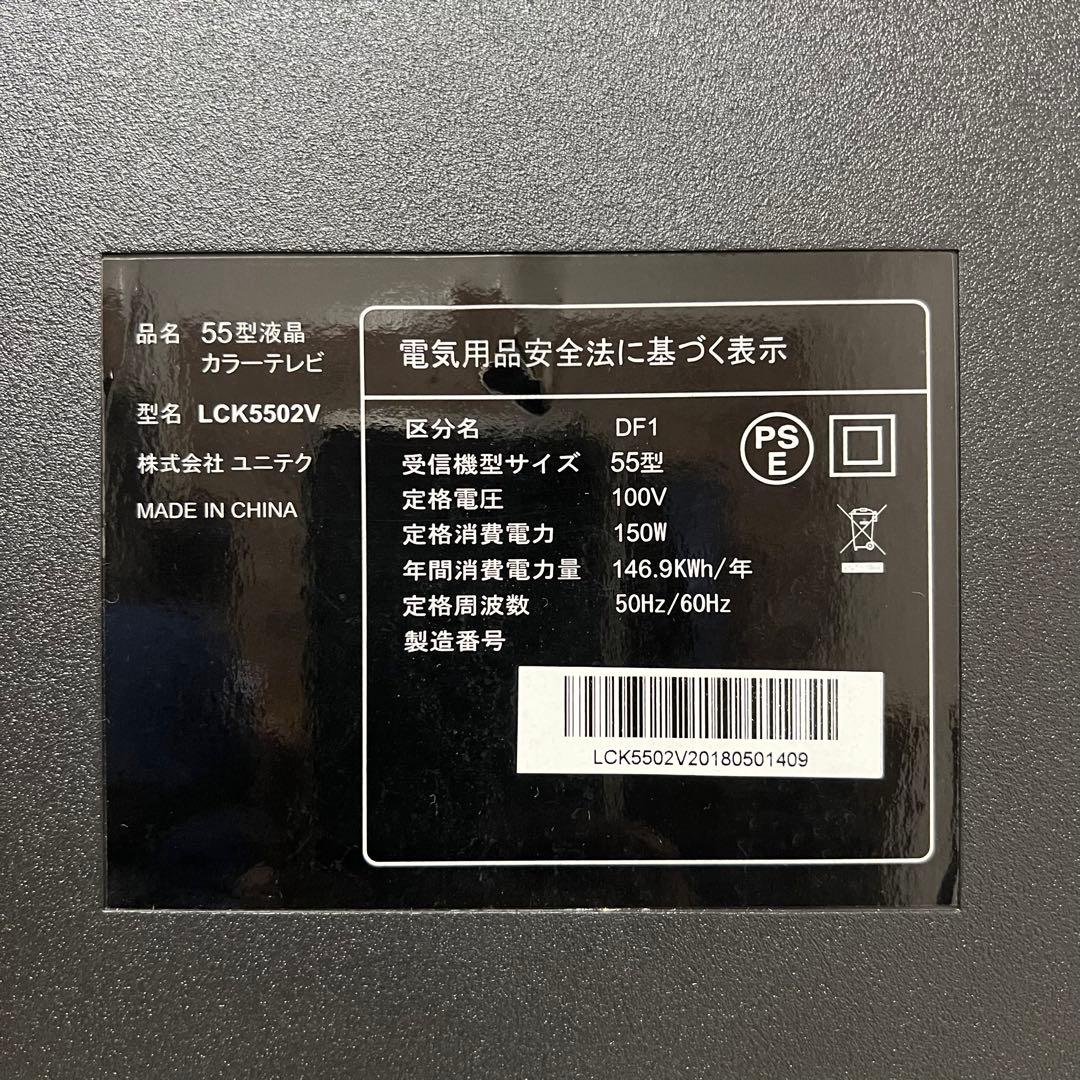 品名 55型液晶
カラーテレビ
型名 LCK5502V
株式会社 ユニテク
MADE IN CHINA
電気用品安全法に基づく表示
区分名 DF1
受信機型サイズ 55型
定格電圧 100V
定格消費電力 150W
年間消費電力量 146.9KWh/年
定格周波数 50Hz/60Hz
製造番号
PS
E
LCK5502V20180501409